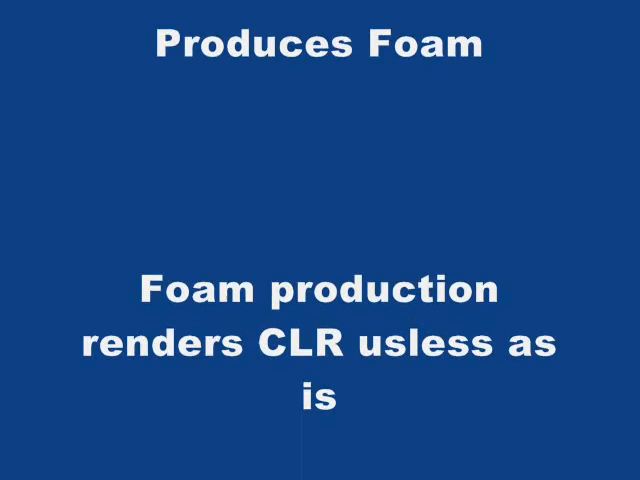 Produces Foam
Foam production
renders CLR usless as
is